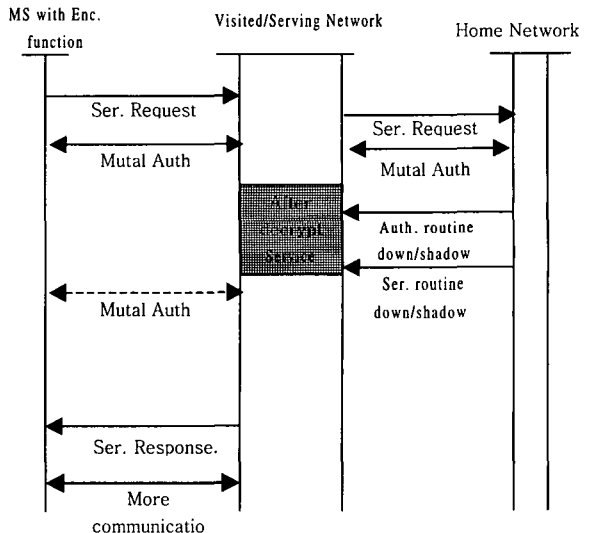 MS with Enc.
function
Visited/Serving Network
Home Network
Ser. Request
Ser. Request
Mutal Auth
Mutal Auth
After
decrypt
Service
Auth. routine
down/shadow
Ser. routine
down/shadow
Mutal Auth
Ser. Response.
More
communicatio